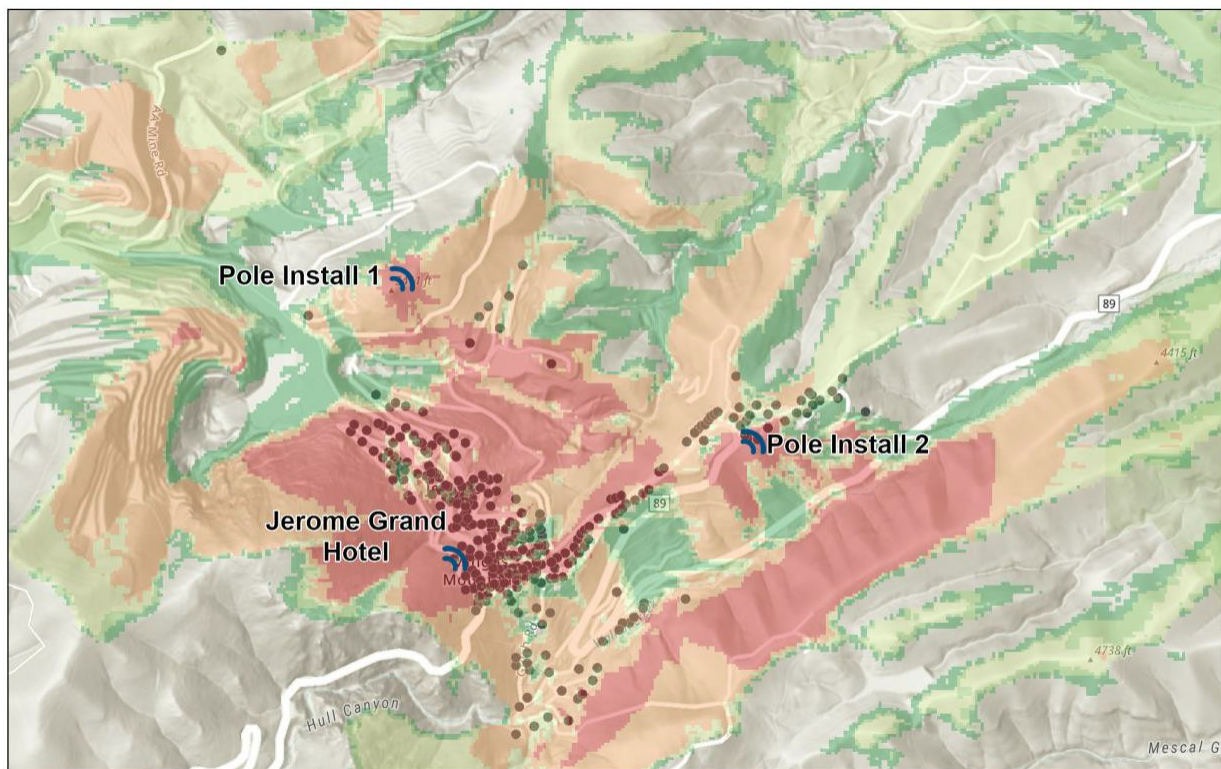 A A Mine Rd
Pole Install 1
89
4415 ft
Pole Install 2
89
Jerome Grand
Hotel
4738 ft
Hull Canyon
Mescal G